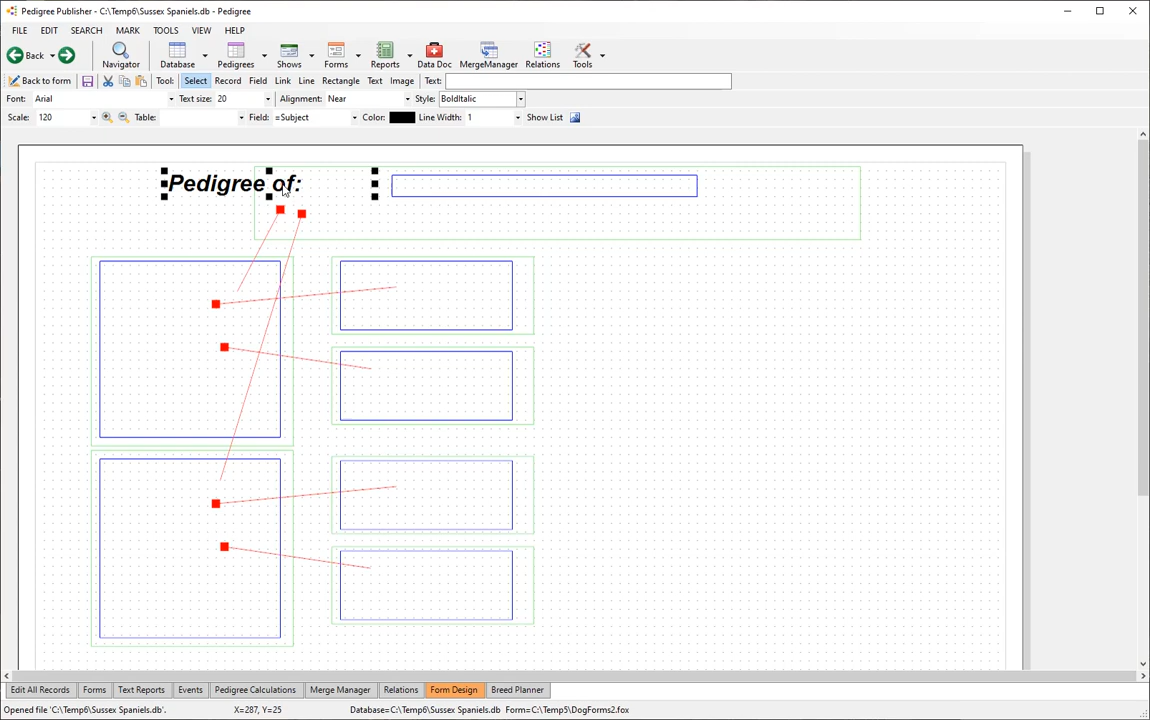 Pedigree Publisher - C:\Temp6\Sussex Spaniels.db - Pedigree
FILE EDIT SEARCH MARK TOOLS VIEW HELP
Back Navigator Database Pedigrees Shows Forms Reports Data Doc MergeManager Relations Tools
Back to form Tool: Select Record Field Link Line Rectangle Text Image Text:
Font: Arial Text size: 20 Alignment: Near Style: BoldItalic
Scale: 120 Table: Field: =Subject Color: Line Width: 1 Show List
Pedigree of:
Edit All Records Forms Text Reports Events Pedigree Calculations Merge Manager Relations Form Design Breed Planner
Opened file 'C:\Temp6\Sussex Spaniels.db'. X=287, Y=25 Database=C:\Temp6\Sussex Spaniels.db Form=C:\Temp5\DogForms2.fox